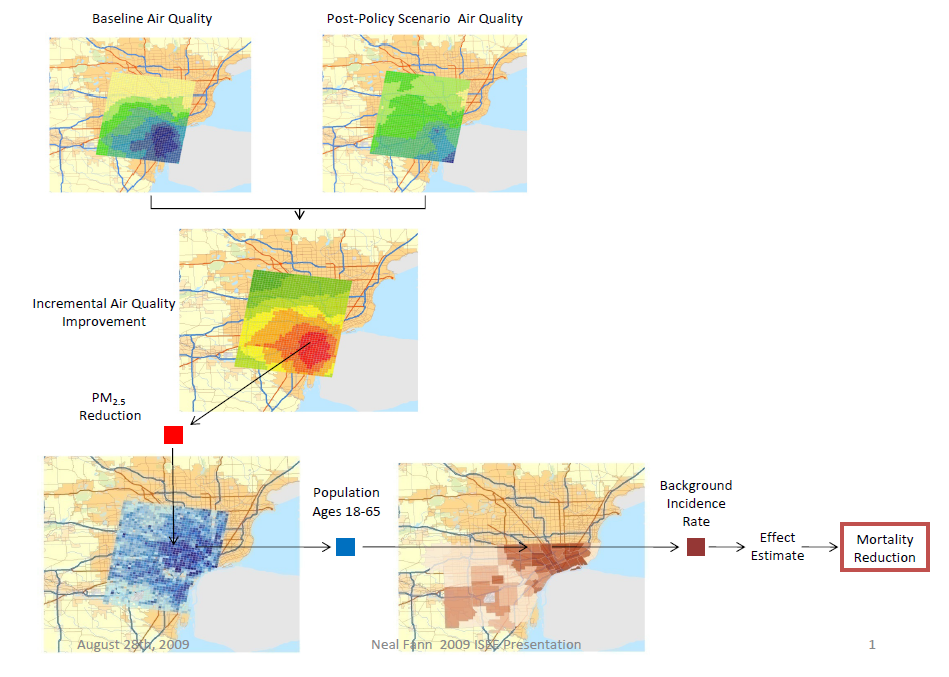 Baseline Air Quality
Post-Policy Scenario Air Quality
Incremental Air Quality
Improvement
PM₂.₅
Reduction
Population
Ages 18-65
Background
Incidence
Rate
Effect
Estimate
Mortality
Reduction
August 28th, 2009
Neal Fann 2009 ISEE Presentation
1